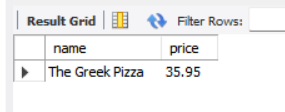 Result Grid Filter Rows:
name price
The Greek Pizza 35.95